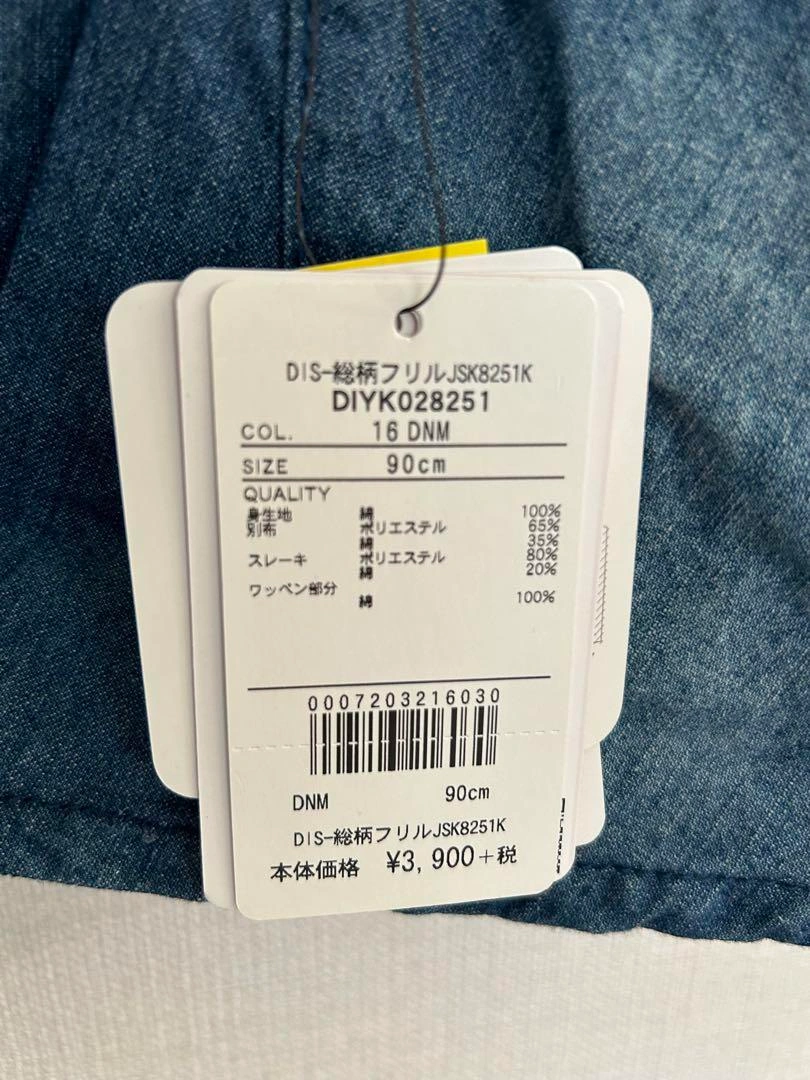 DIS-総柄フリルJSK8251K
DIYK028251
COL. 16 DNM
SIZE 90cm
QUALITY
身生地 綿 100%
別布 ポリエステル 65%
綿 35%
スレーキ ポリエステル 80%
綿 20%
ワッペン部分
綿 100%
0007203216030
DNM 90cm
DIS-総柄フリルJSK8251K
本体価格 ¥3,900+税